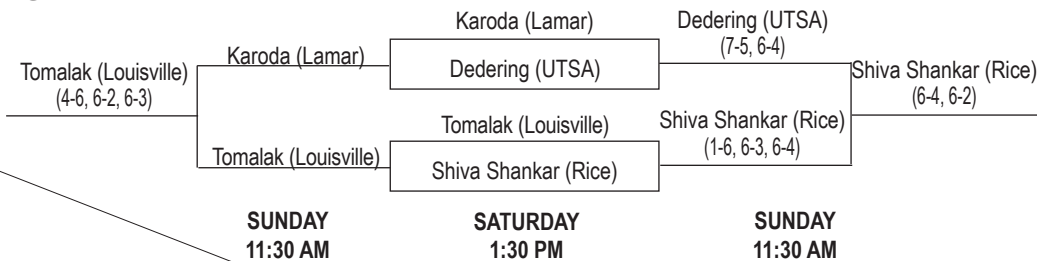 Karoda (Lamar)
Dedering (UTSA)
(7-5, 6-4)
Karoda (Lamar)
Dedering (UTSA)
Tomalak (Louisville)
(4-6, 6-2, 6-3)
Shiva Shankar (Rice)
(6-4, 6-2)
Tomalak (Louisville)
Shiva Shankar (Rice)
(1-6, 6-3, 6-4)
Tomalak (Louisville)
Shiva Shankar (Rice)
SUNDAY
11:30 AM
SATURDAY
1:30 PM
SUNDAY
11:30 AM